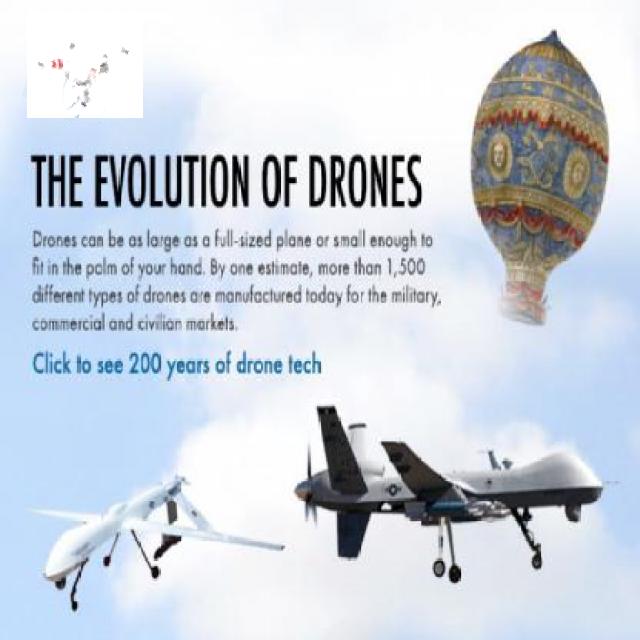 THE EVOLUTION OF DRONES
Drones can be as large as a full-sized plane or small enough to
fit in the palm of your hand. By one estimate, more than 1,500
different types of drones are manufactured today for the military,
commercial and civilian markets.
Click to see 200 years of drone tech